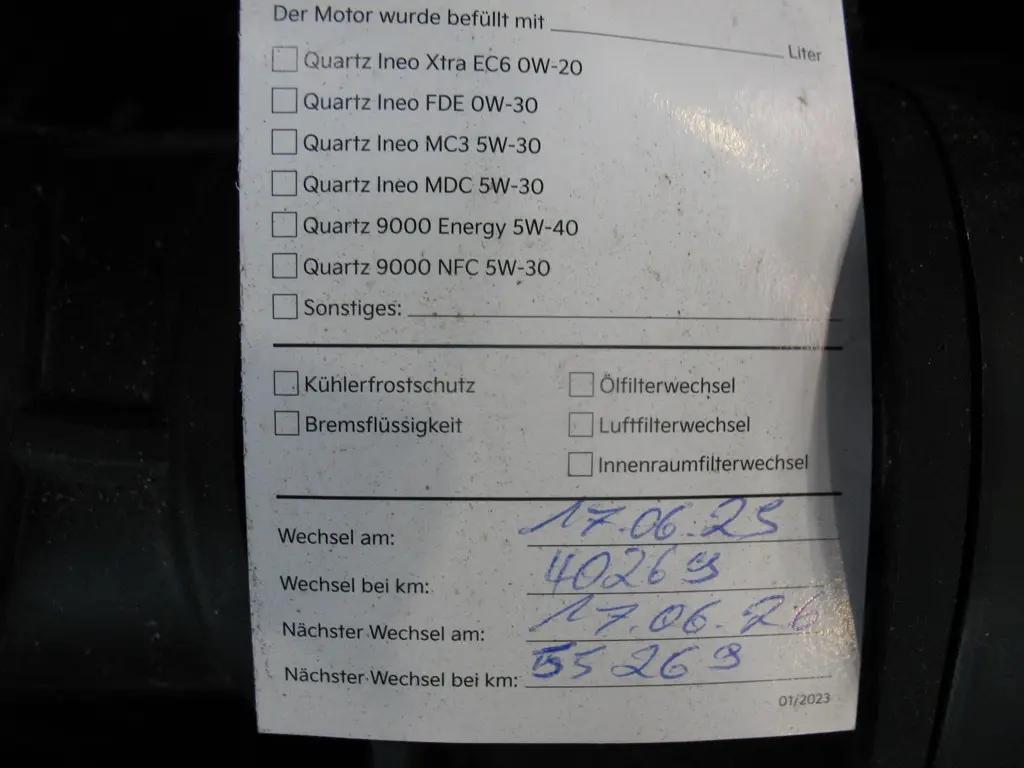 Der Motor wurde befüllt mit Liter
Quartz Ineo Xtra EC6 0W-20
Quartz Ineo FDE 0W-30
Quartz Ineo MC3 5W-30
Quartz Ineo MDC 5W-30
Quartz 9000 Energy 5W-40
Quartz 9000 NFC 5W-30
Sonstiges:
Kühlerfrostschutz Ölfilterwechsel
Bremsflüssigkeit Luftfilterwechsel
Innenraumfilterwechsel
Wechsel am: 17.06.25
Wechsel bei km: 40269
Nächster Wechsel am: 17.06.26
Nächster Wechsel bei km: 55269
01/2023